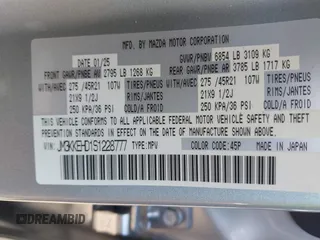 MFD. BY MAZDA MOTOR CORPORATION
DATE 01/25
GVWR/PNBV 6854 LB 3109 KG
FRONT GAWR/PNBE AV 2795 LB 1268 KG
REAR GAWR/PNBE AR 3785 LB 1717 KG
WITH/AVEC 275 /45R21 107W TIRES/PNEUS WITH/AVEC 275 /45R21 107W TIRES/PNEUS
21X9 1/2J RIMS/JANTES 21X9 1/2J RIMS/JANTES
250 KPA/36 PSI COLD/A FROID 250 KPA/36 PSI COLD/A FROID
THIS VEHICLE CONFORMS TO ALL APPLICABLE FEDERAL MOTOR VEHICLE SAFETY, BUMPER,
AND THEFT PREVENTION STANDARDS IN EFFECT ON THE DATE OF MANUFACTURE SHOWN ABOVE.
VIN: JM3KKEHD1S1228777 TYPE: MPV COLOR: 45P MADE IN JAPAN
DREAMBID